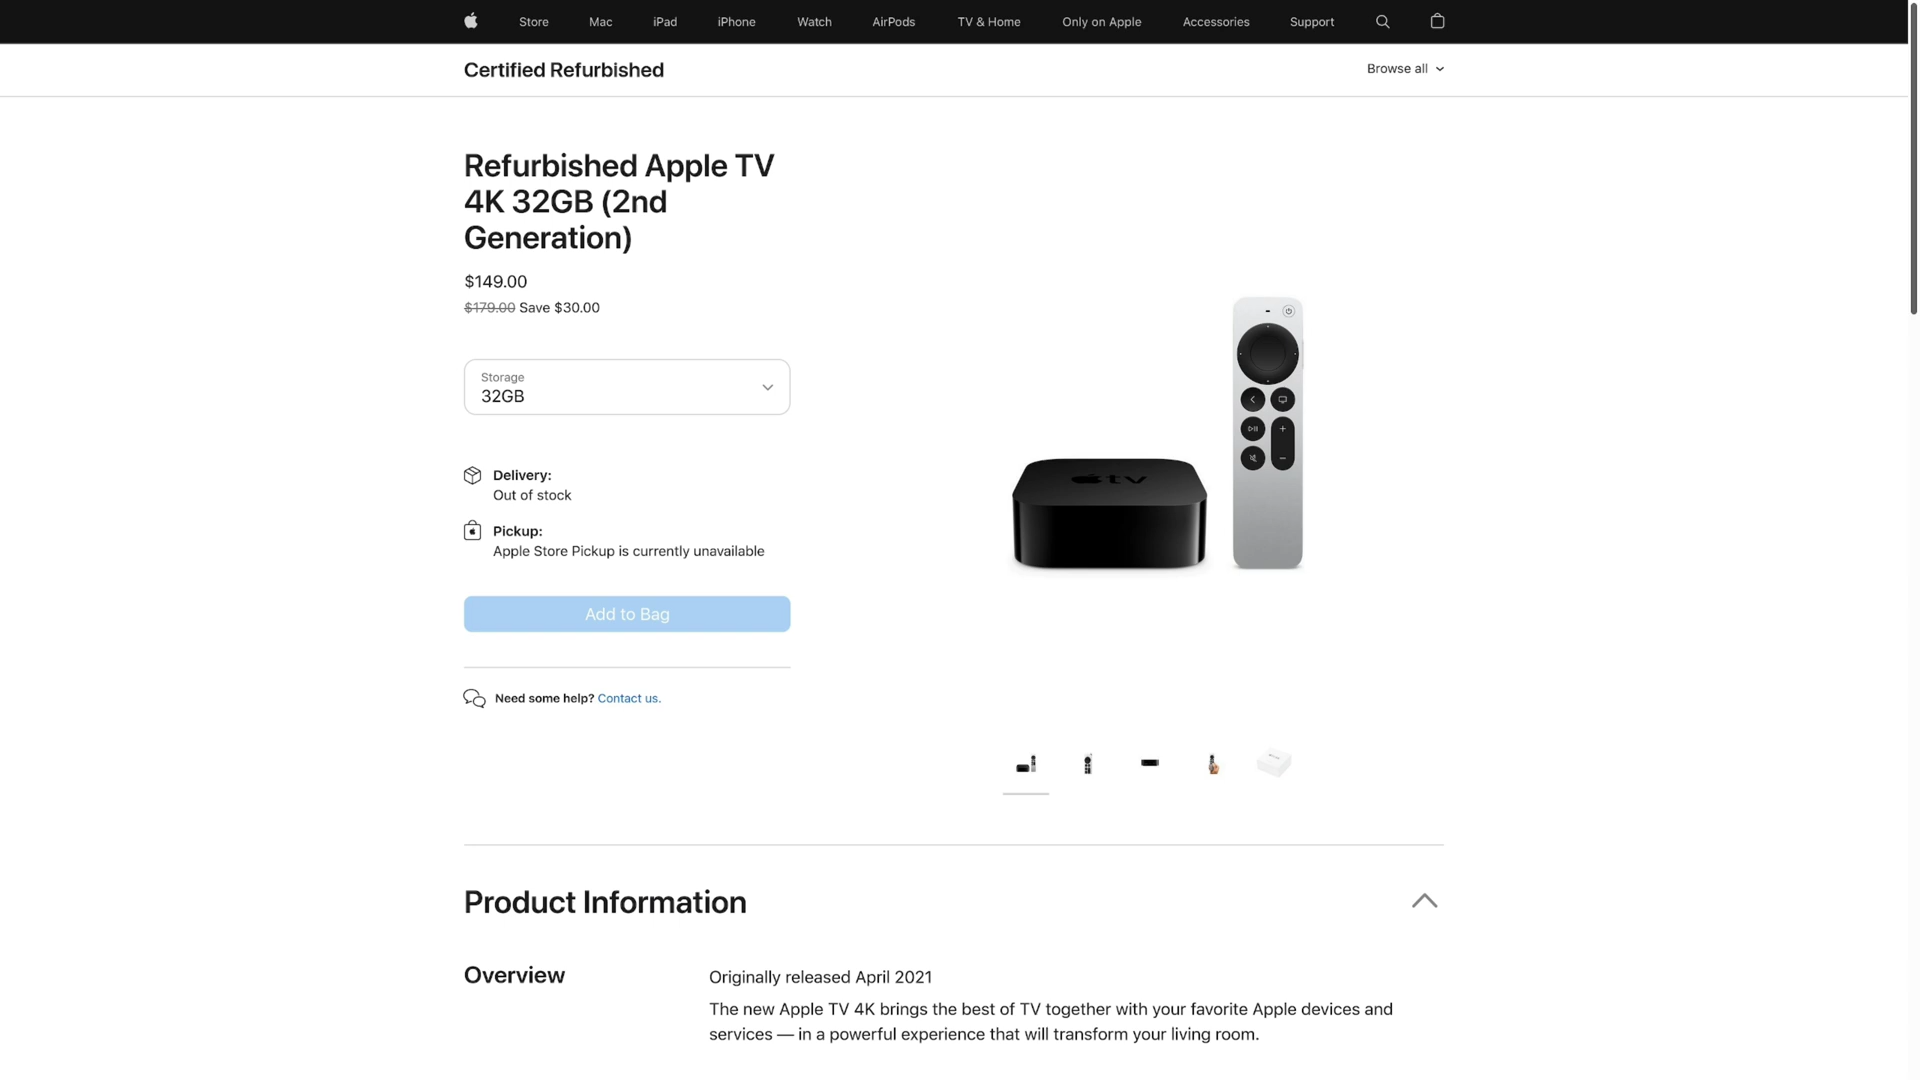 Store
Mac
iPad
iPhone
Watch
AirPods
TV & Home
Only on Apple
Accessories
Support
Certified Refurbished
Browse all
Refurbished Apple TV
4K 32GB (2nd
Generation)
$149.00
$179.00 Save $30.00
Storage
32GB
Delivery:
Out of stock
Pickup:
Apple Store Pickup is currently unavailable
Add to Bag
Need some help? Contact us.
tv
Product Information
Overview
Originally released April 2021
The new Apple TV 4K brings the best of TV together with your favorite Apple devices and
services — in a powerful experience that will transform your living room.